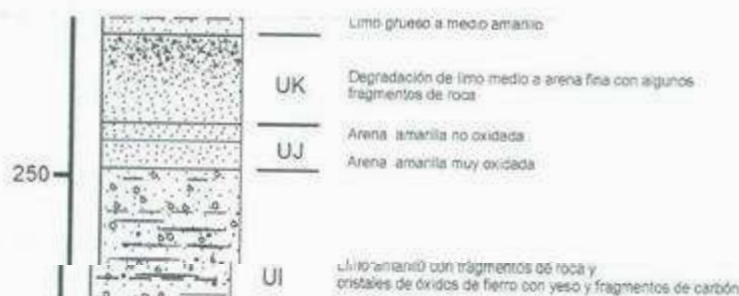 Limo grueso a medio amarillo
UK
Degradación de limo medio a arena fina con algunos
fragmentos de roca
Arena amarilla no oxidada
UJ
Arena amarilla muy oxidada
250
UI
Limo amarillo con fragmentos de roca y
cristales de óxidos de fierro con yeso y fragmentos de carbón